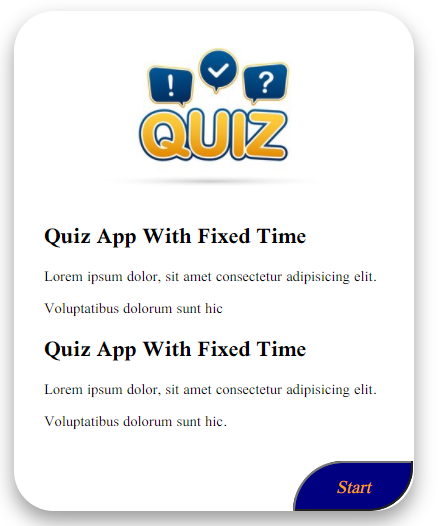 ! ?
QUIZ
Quiz App With Fixed Time
Lorem ipsum dolor, sit amet consectetur adipisicing elit.
Voluptatibus dolorum sunt hic
Quiz App With Fixed Time
Lorem ipsum dolor, sit amet consectetur adipisicing elit.
Voluptatibus dolorum sunt hic.
Start